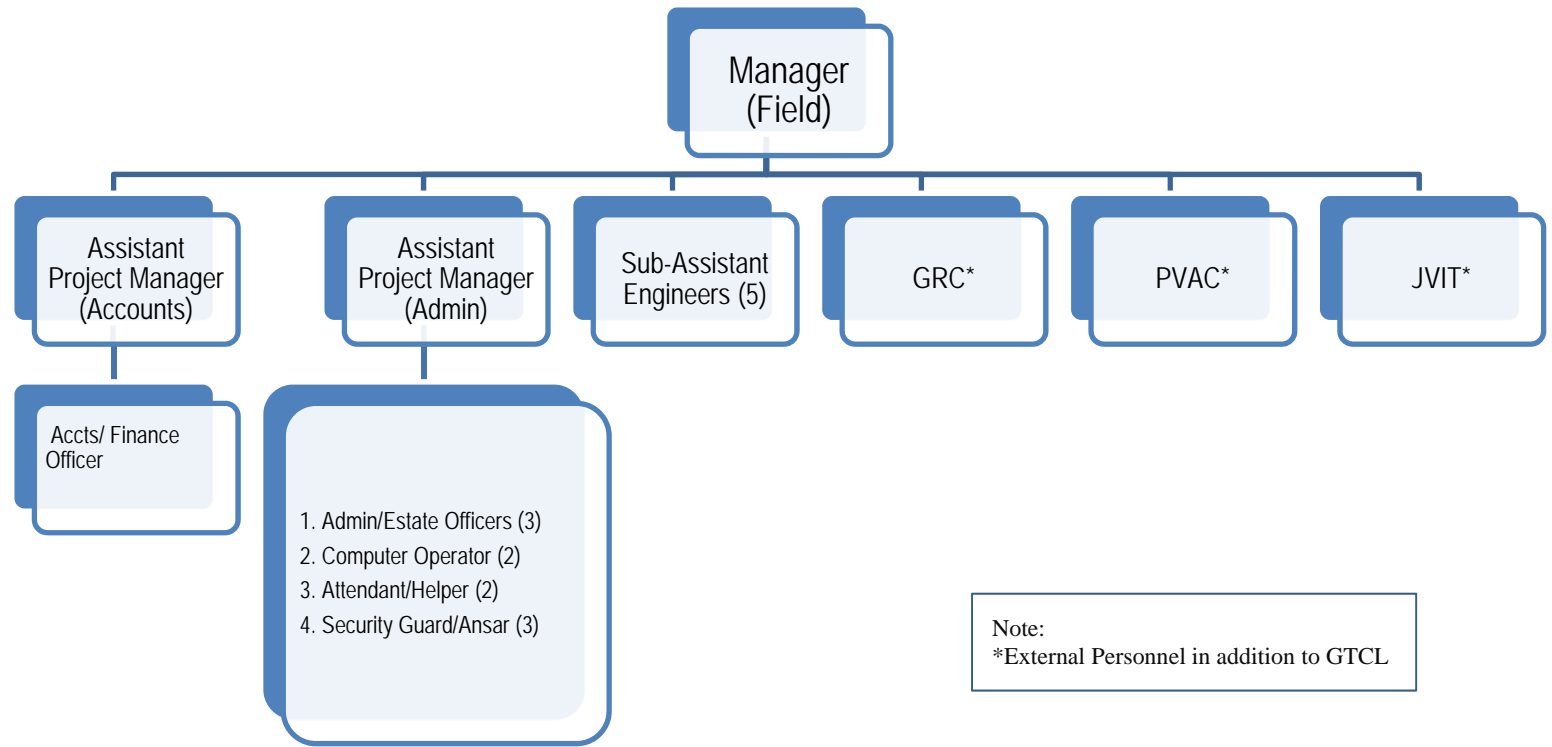 Manager
(Field)
Assistant
Project Manager
(Accounts)
Assistant
Project Manager
(Admin)
Sub-Assistant
Engineers (5)
GRC*
PVAC*
JVIT*
Accts/ Finance
Officer
1. Admin/Estate Officers (3)
2. Computer Operator (2)
3. Attendant/Helper (2)
4. Security Guard/Ansar (3)
Note:
*External Personnel in addition to GTCL